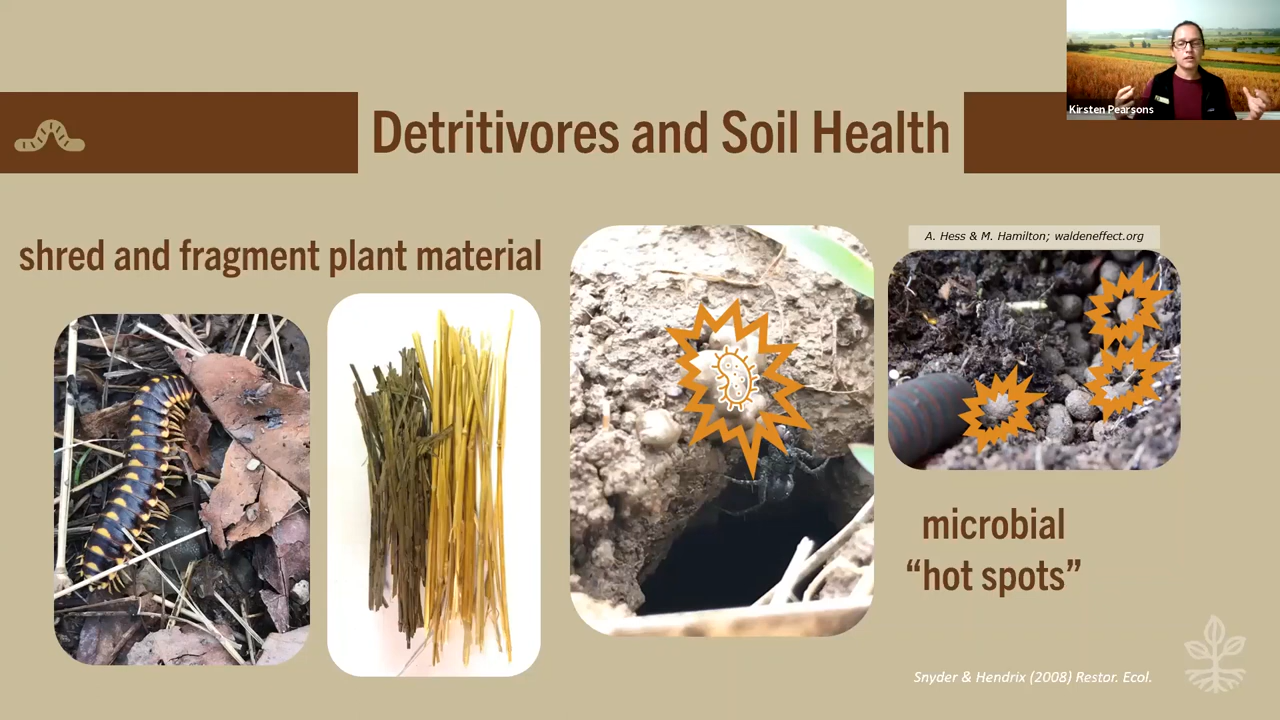 Kirsten Pearsons
Detritivores and Soil Health
shred and fragment plant material
A. Hess & M. Hamilton; waldeneffect.org
microbial
“hot spots”
Snyder & Hendrix (2008) Restor. Ecol.